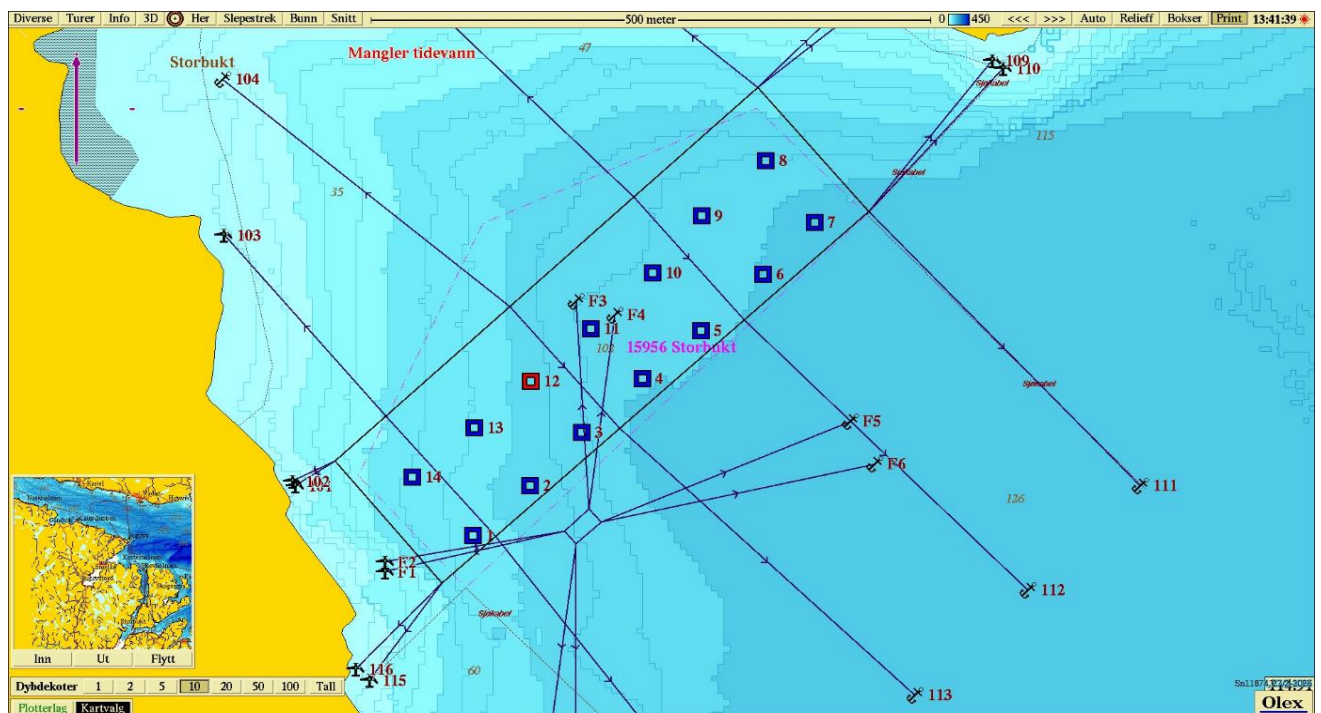 Diverse Turer Info 3D Her Slepestrek Bunn Snitt 500 meter 0 450 <<< >>> Auto Relieff Bokser Print 13:41:39
Mangler tidevann
47
Storbukt
104
109
110
Sjøkabel
115
8
Sjøkabel
35
9
7
103
10
6
F3
F4
11
5
102
15956 Storbukt
12
4
Sjøkabel
F5
13
3
F6
102
14
2
111
126
1
F2
F1
112
Sjøkabel
116
115
60
113
Inn Ut Flytt
Dybdekoter 1 2 5 10 20 50 100 Tall
Plotterlag Kartvalg
Olex